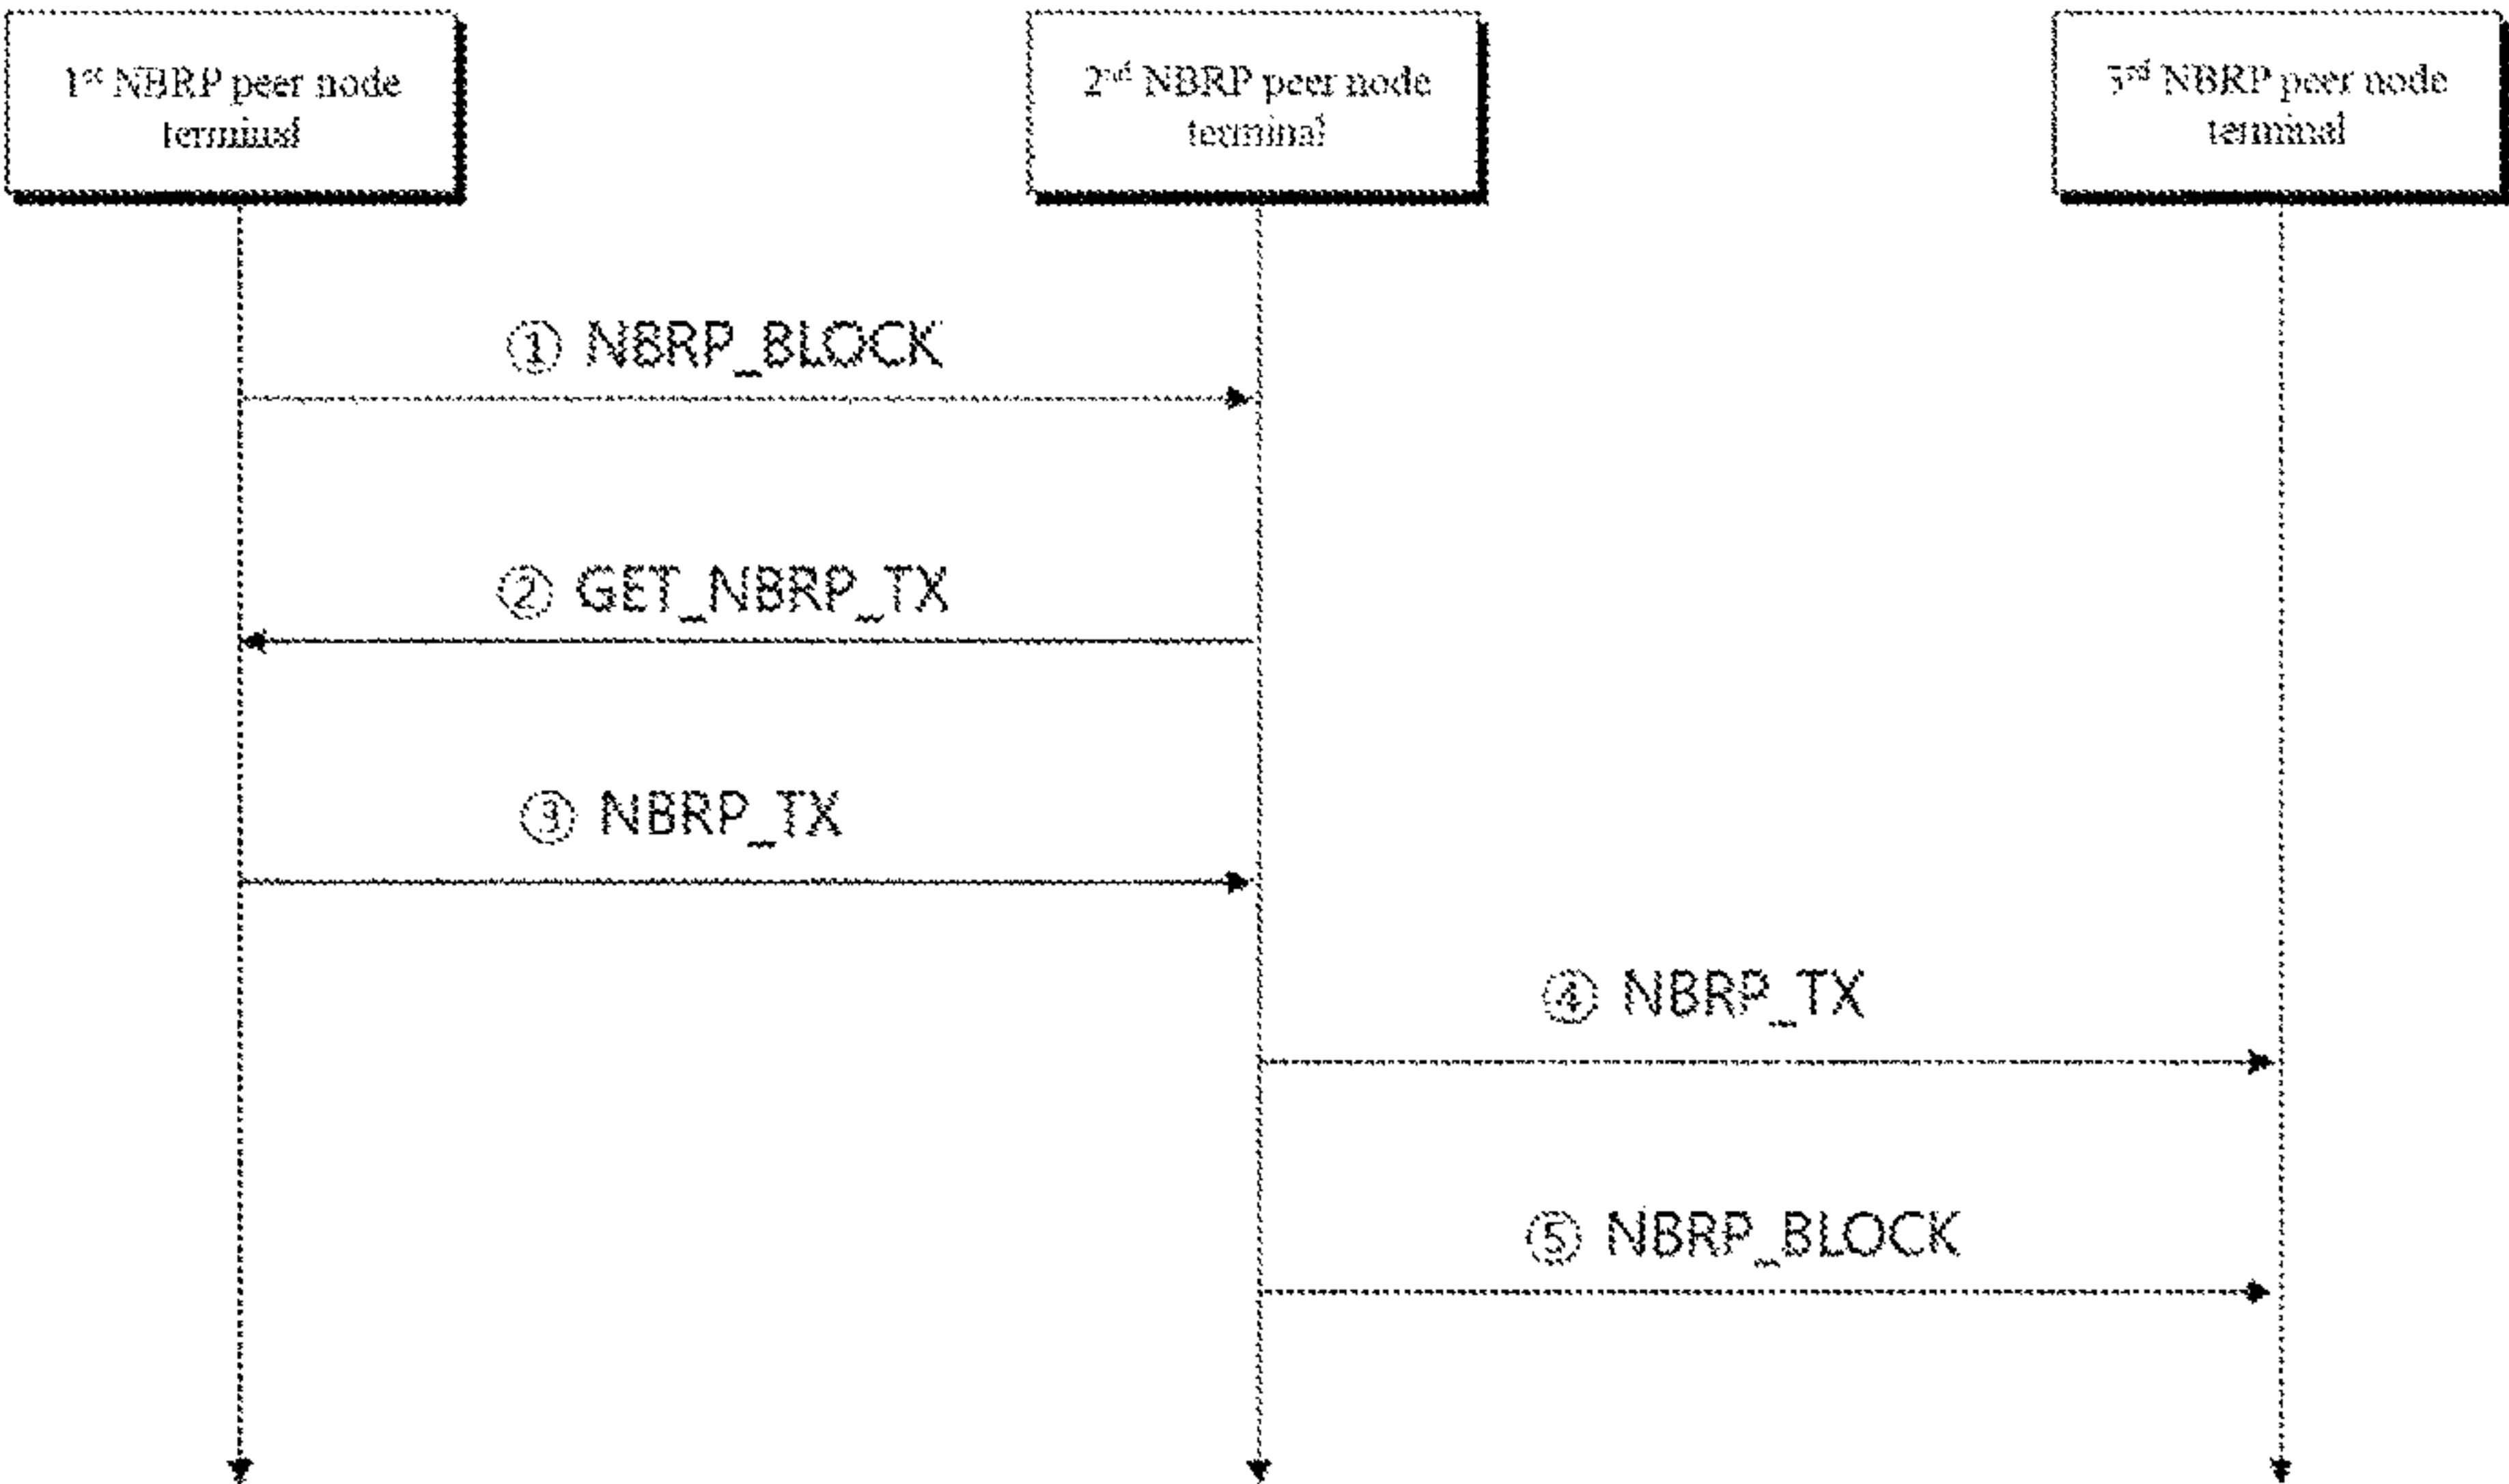 1st NBRP peer node
terminal
2nd NBRP peer node
terminal
3rd NBRP peer node
terminal
① NBRP_BLOCK
② GET_NBRP_TX
③ NBRP_TX
④ NBRP_TX
⑤ NBRP_BLOCK